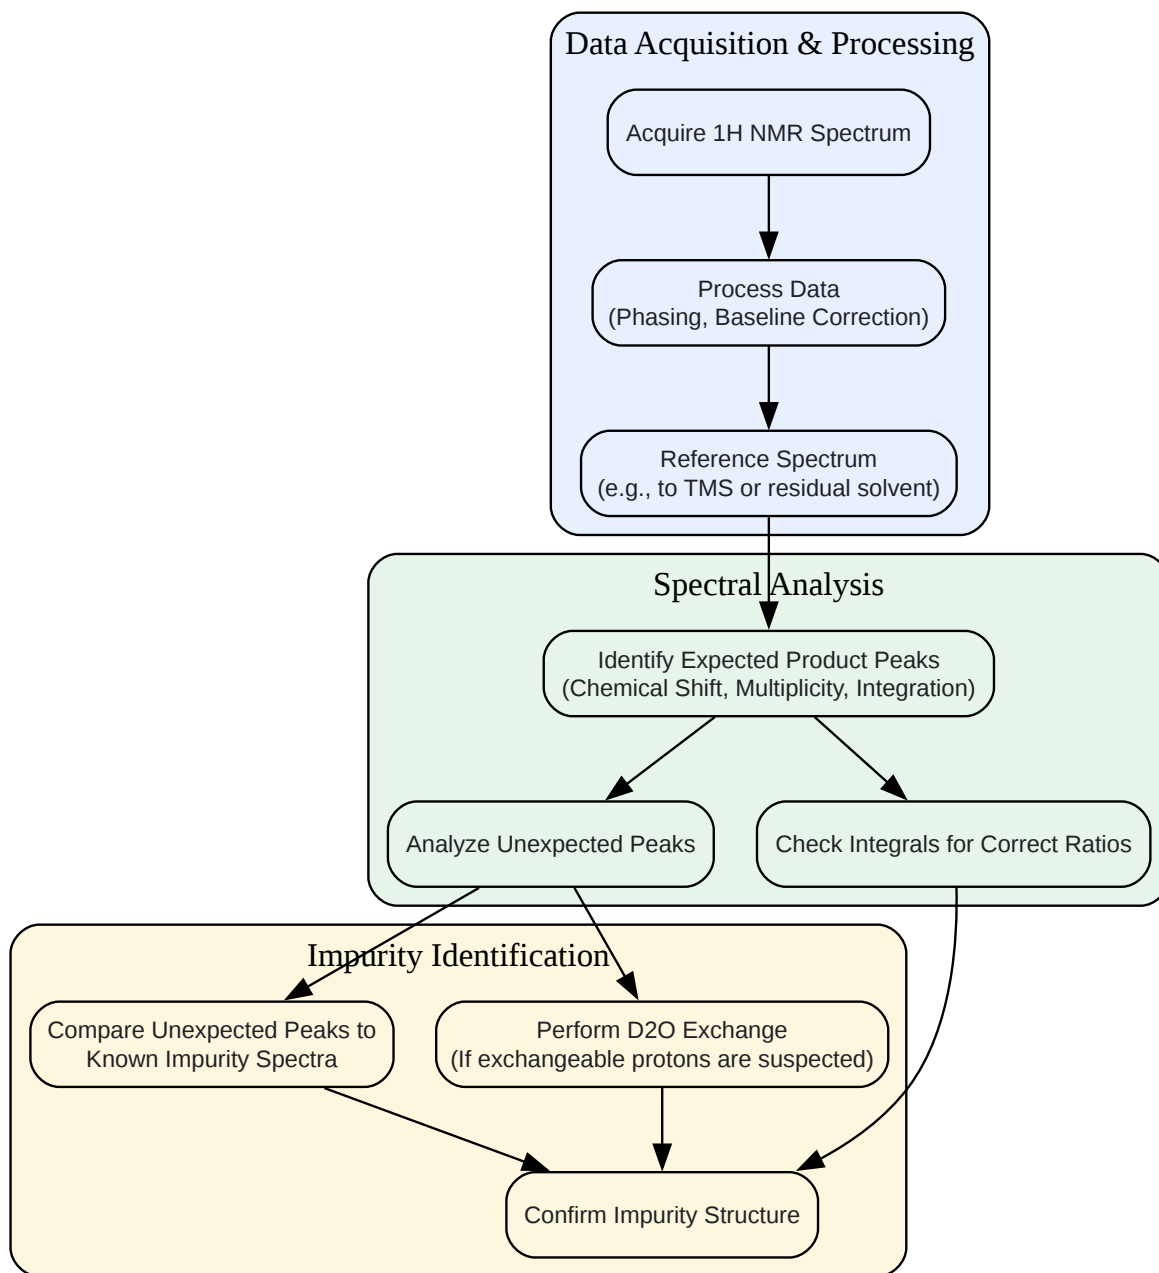 Data Acquisition & Processing
Acquire 1H NMR Spectrum
Process Data
(Phasing, Baseline Correction)
Reference Spectrum
(e.g., to TMS or residual solvent)
Spectral Analysis
Identify Expected Product Peaks
(Chemical Shift, Multiplicity, Integration)
Analyze Unexpected Peaks
Check Integrals for Correct Ratios
Impurity Identification
Compare Unexpected Peaks to
Known Impurity Spectra
Perform D2O Exchange
(If exchangeable protons are suspected)
Confirm Impurity Structure